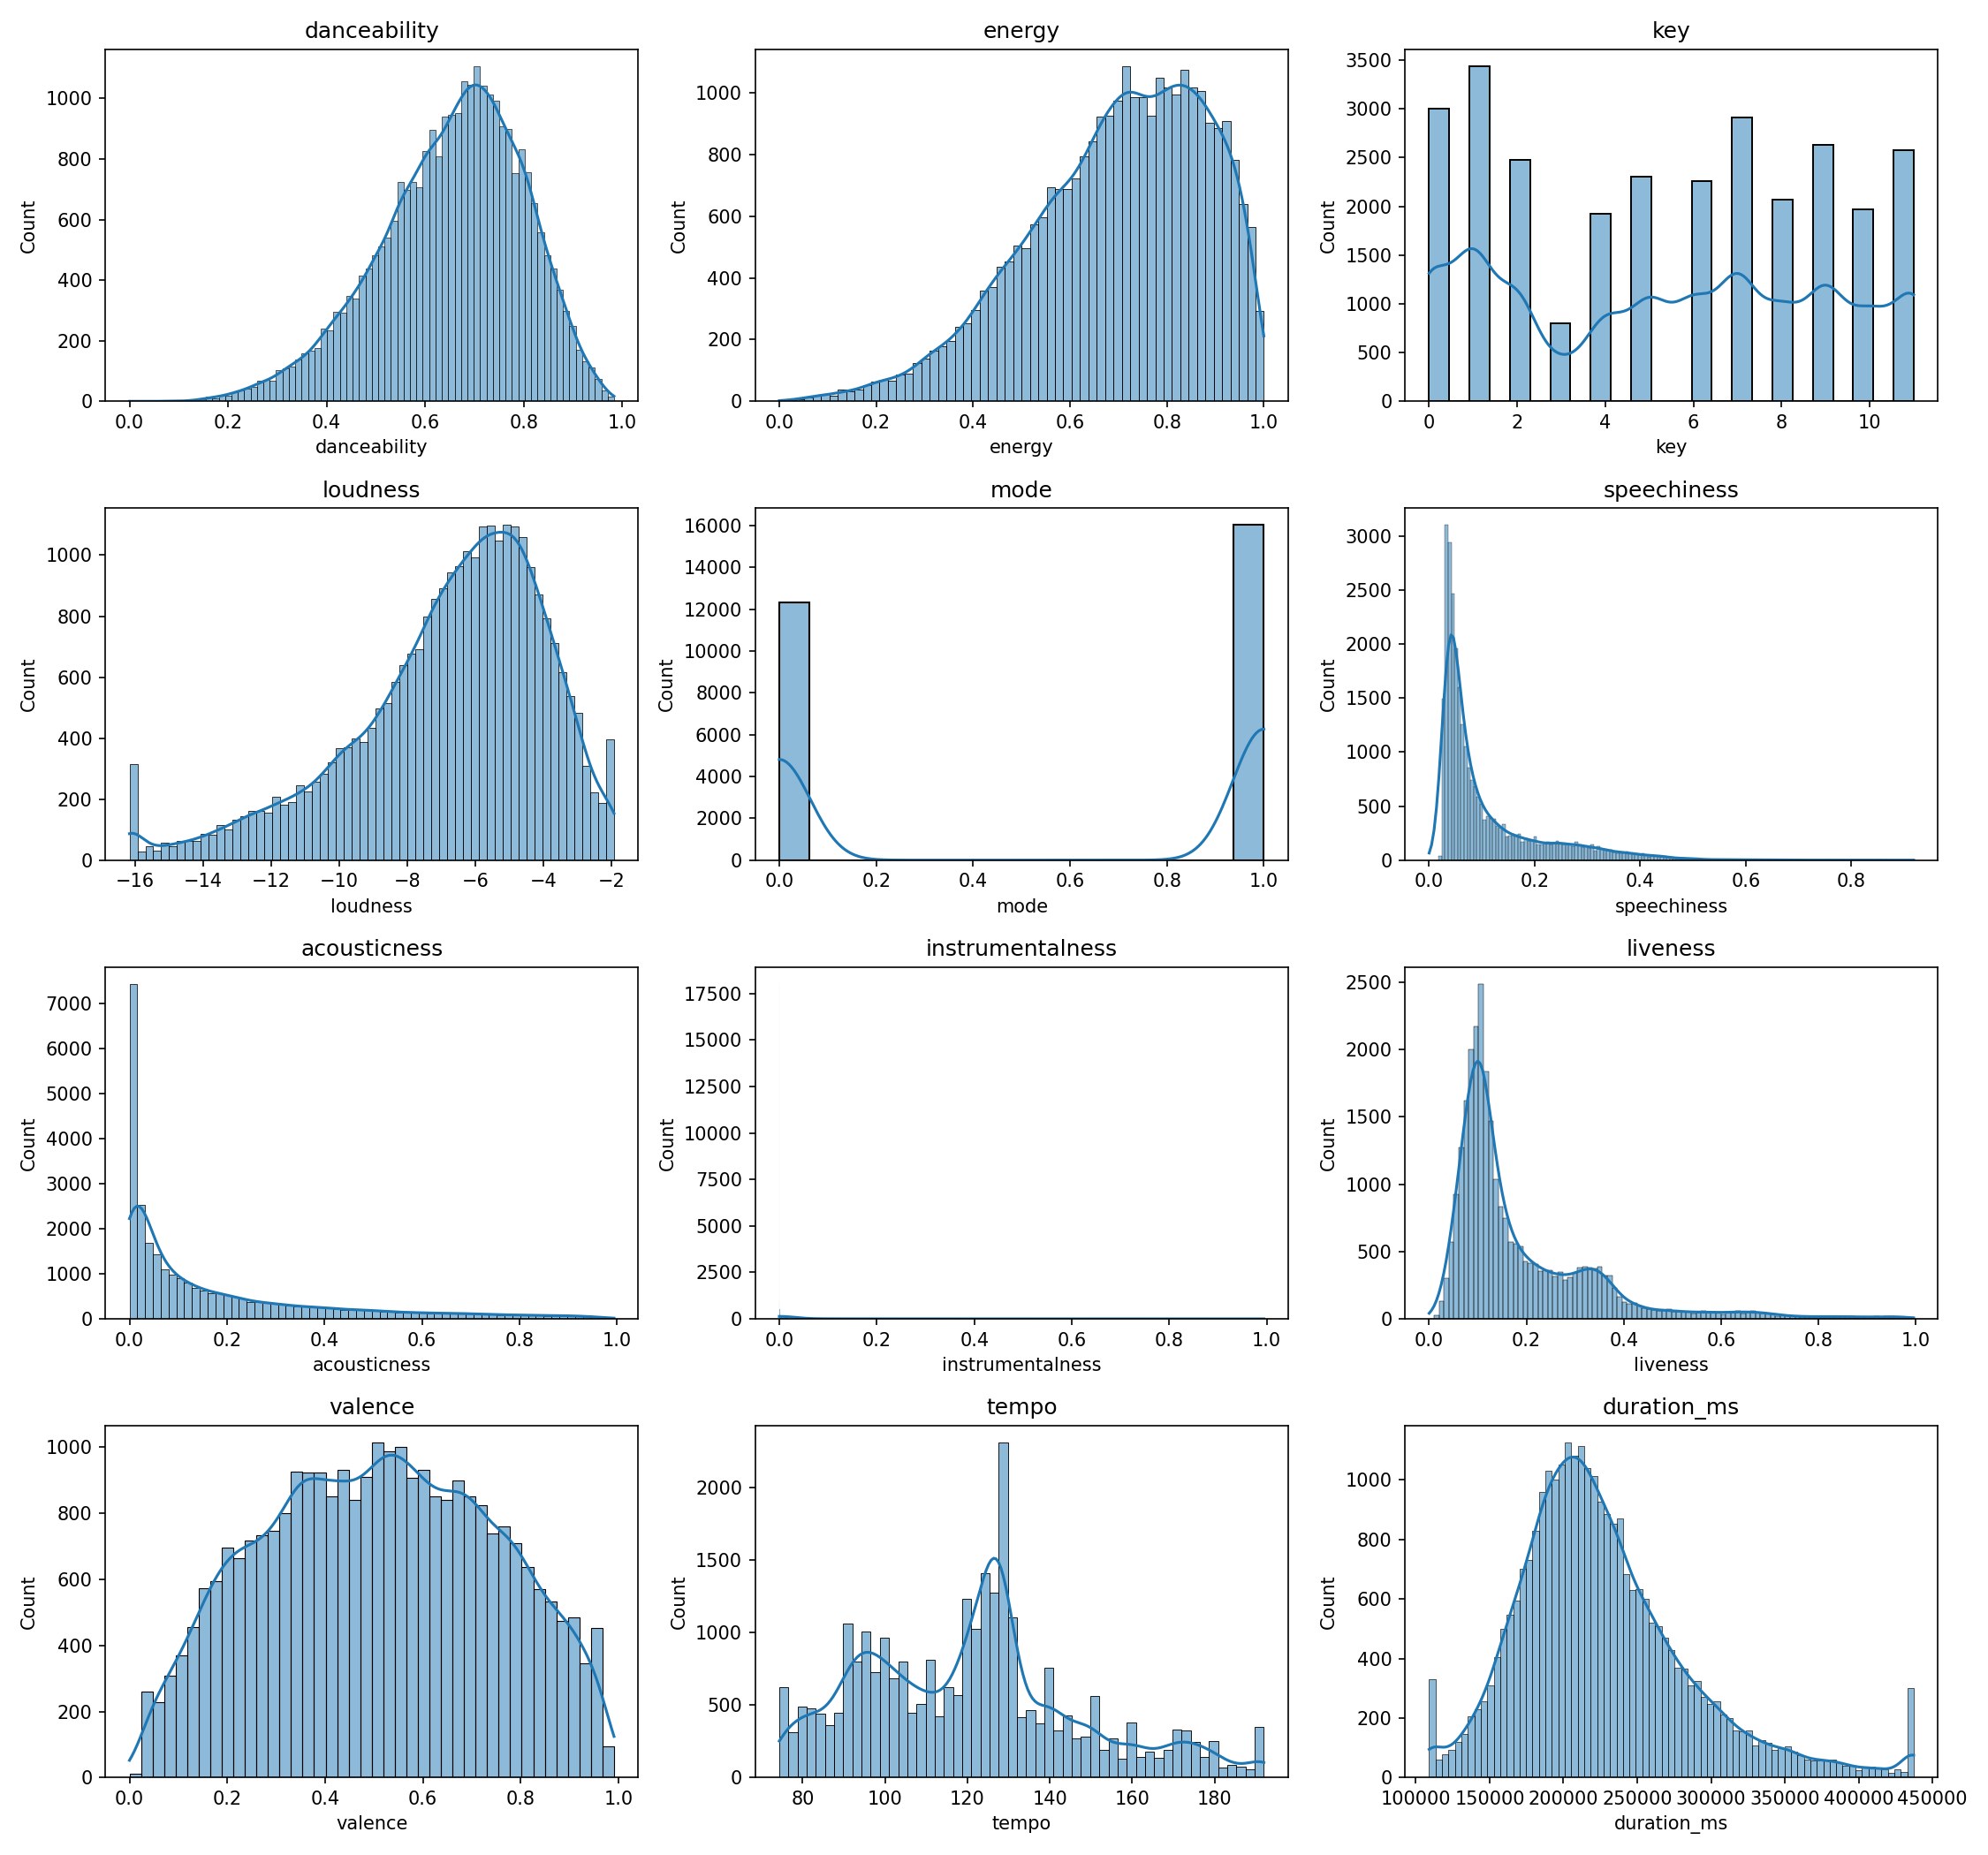 danceability
Count
1000
800
600
400
200
0
0.0 0.2 0.4 0.6 0.8 1.0
danceability
energy
Count
1000
800
600
400
200
0
0.0 0.2 0.4 0.6 0.8 1.0
energy
key
Count
3500
3000
2500
2000
1500
1000
500
0
0 2 4 6 8 10
key
loudness
Count
1000
800
600
400
200
0
−16 −14 −12 −10 −8 −6 −4 −2
loudness
mode
Count
16000
14000
12000
10000
8000
6000
4000
2000
0
0.0 0.2 0.4 0.6 0.8 1.0
mode
speechiness
Count
3000
2500
2000
1500
1000
500
0
0.0 0.2 0.4 0.6 0.8
speechiness
acousticness
Count
7000
6000
5000
4000
3000
2000
1000
0
0.0 0.2 0.4 0.6 0.8 1.0
acousticness
instrumentalness
Count
17500
15000
12500
10000
7500
5000
2500
0
0.0 0.2 0.4 0.6 0.8 1.0
instrumentalness
liveness
Count
2500
2000
1500
1000
500
0
0.0 0.2 0.4 0.6 0.8 1.0
liveness
valence
Count
1000
800
600
400
200
0
0.0 0.2 0.4 0.6 0.8 1.0
valence
tempo
Count
2000
1500
1000
500
0
80 100 120 140 160 180
tempo
duration_ms
Count
1000
800
600
400
200
0
100000 150000 200000 250000 300000 350000 400000 450000
duration_ms